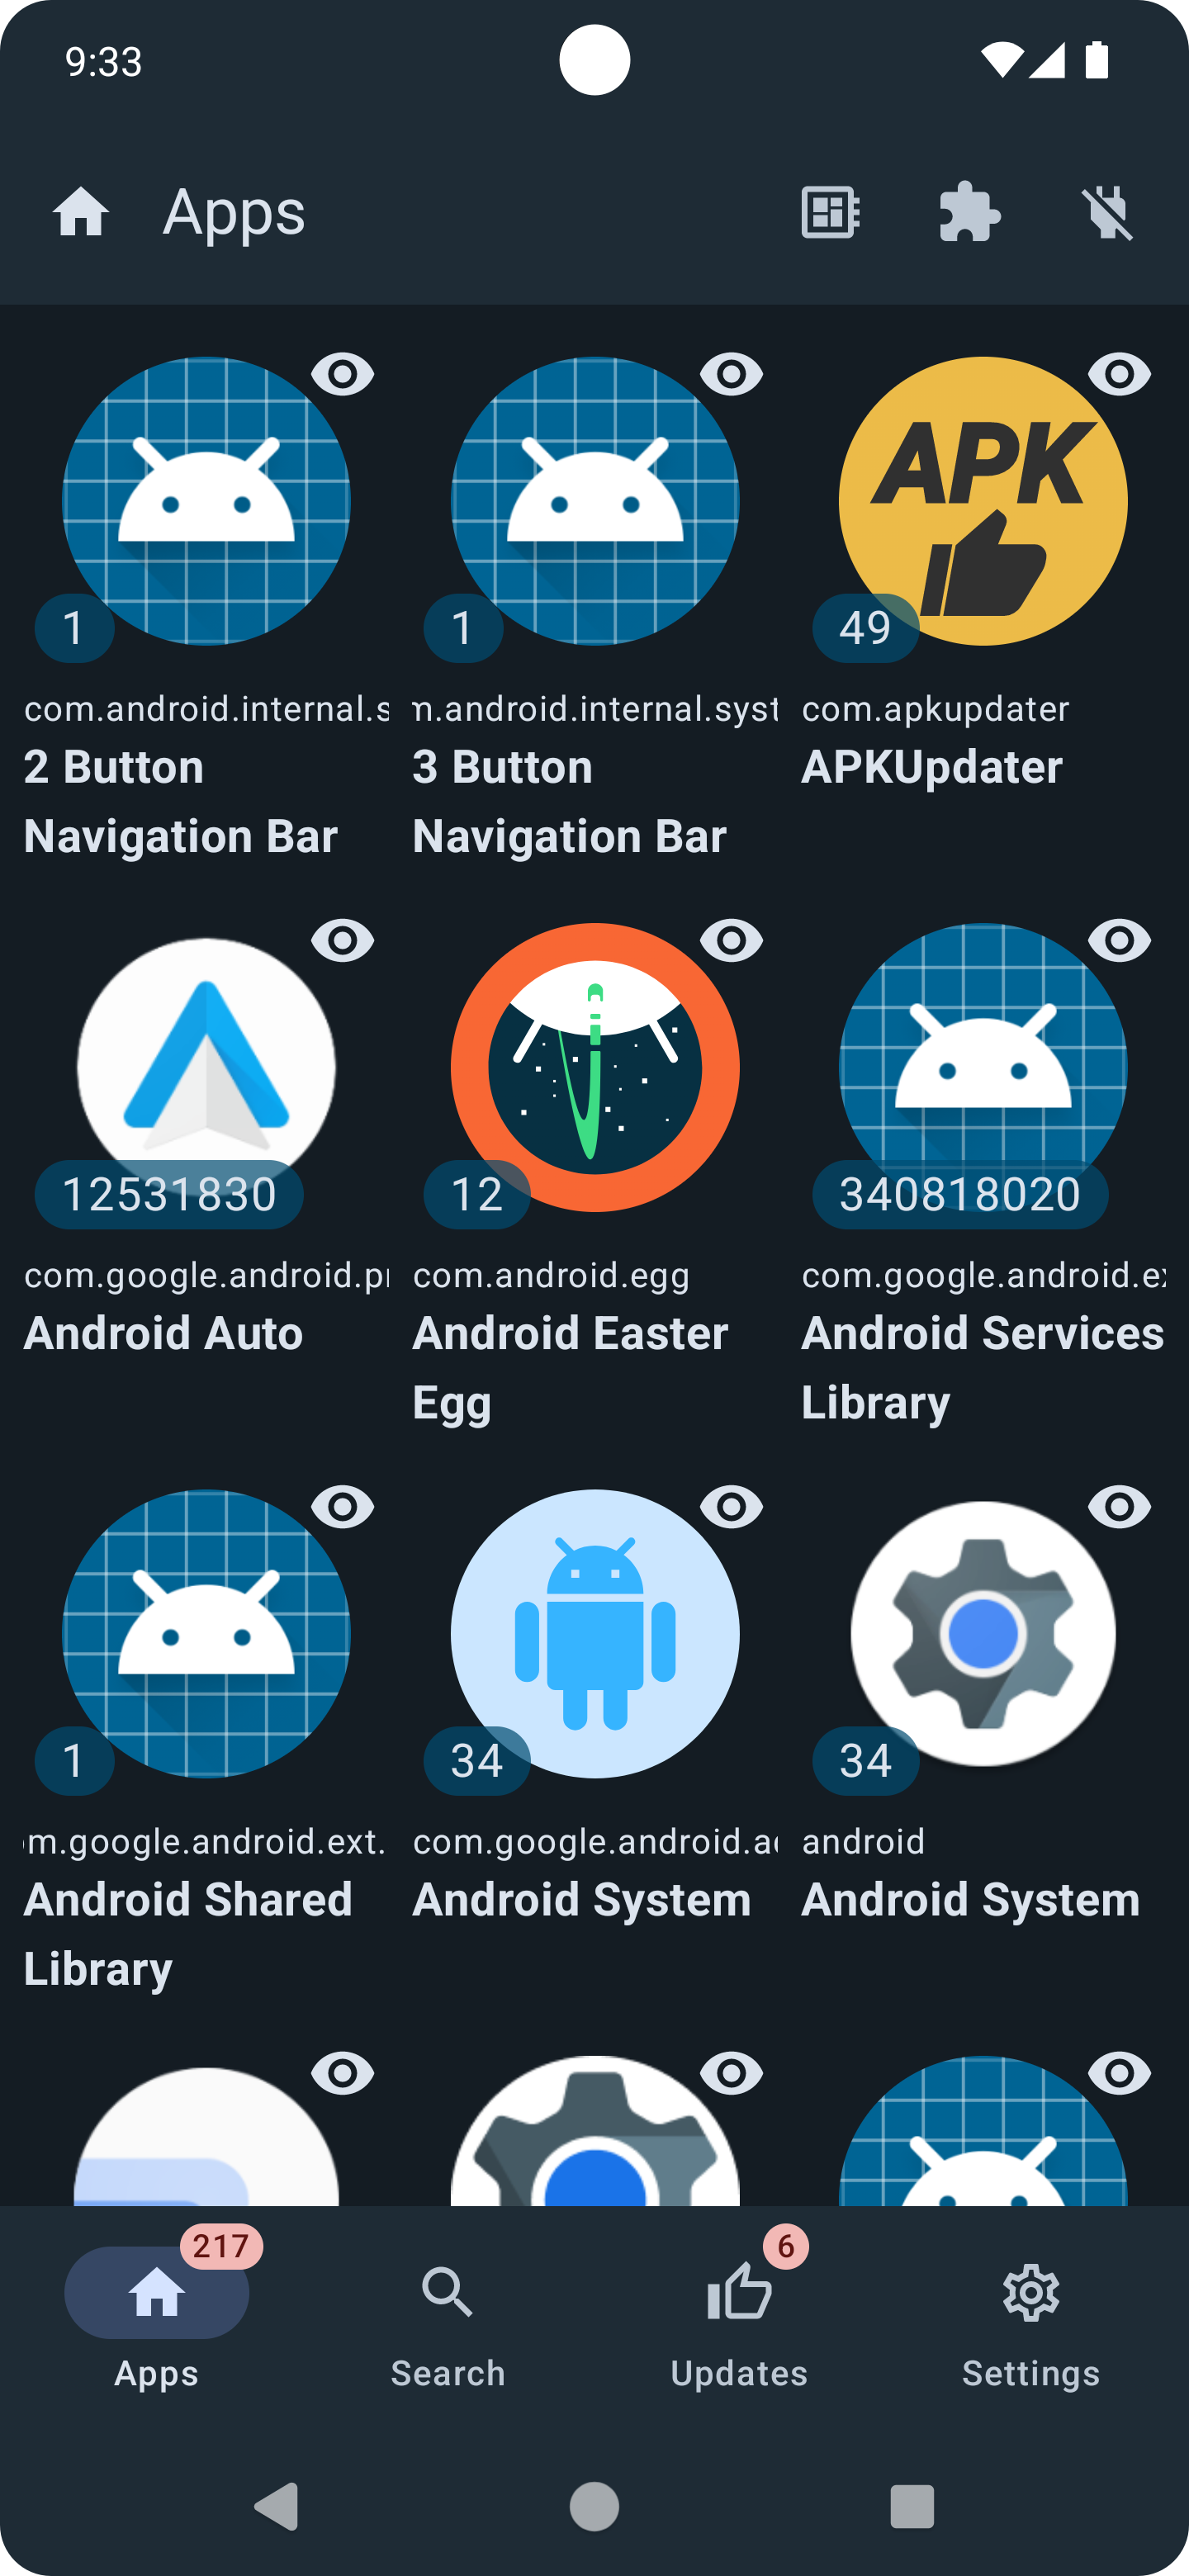 9:33
Apps
1
1
APK
49
com.android.internal.s
m.android.internal.syst
com.apkupdater
2 Button
Navigation Bar
3 Button
Navigation Bar
APKUpdater
12531830
12
340818020
com.google.android.pr
com.android.egg
com.google.android.ex
Android Auto
Android Easter
Egg
Android Services
Library
1
34
34
m.google.android.ext.
com.google.android.ac
android
Android Shared
Library
Android System
Android System
217
6
Apps
Search
Updates
Settings